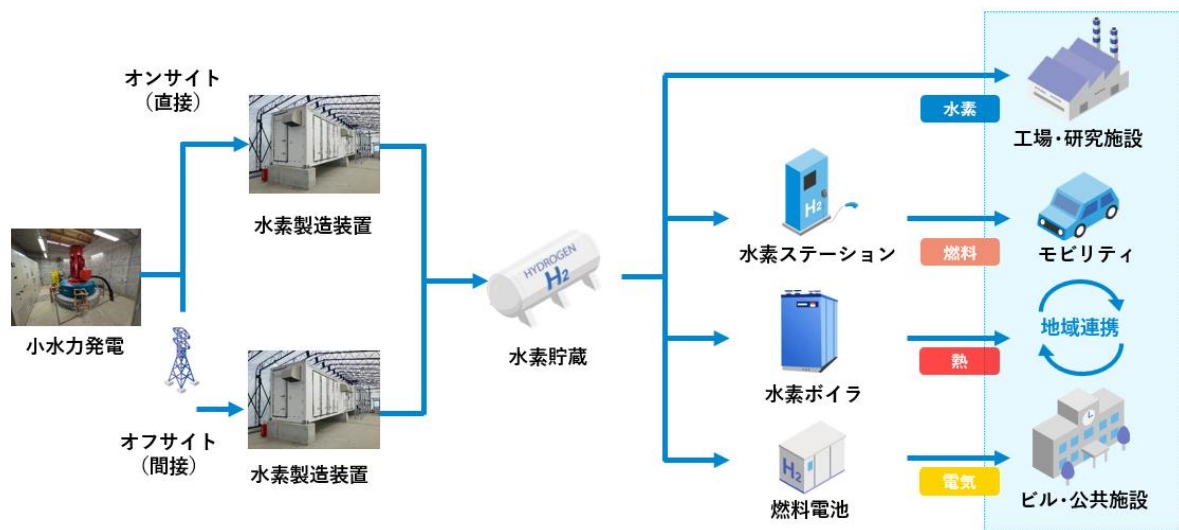 オンサイト
（直接）
水素製造装置
小水力発電
オフサイト
（間接）
水素製造装置
HYDROGEN
H2
水素貯蔵
水素
工場・研究施設
H2
水素ステーション
燃料
モビリティ
水素ボイラ
熱
地域連携
H2
燃料電池
電気
ビル・公共施設